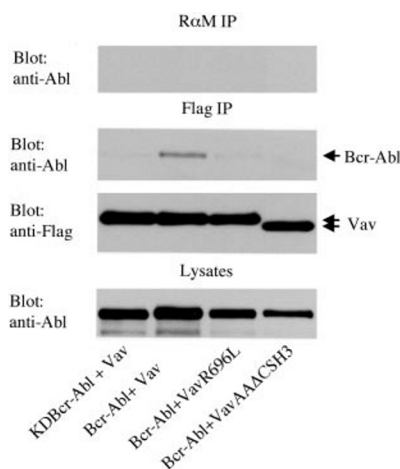 RαM IP
Blot:
anti-Abl
Flag IP
Blot:
anti-Abl
Bcr-Abl
Blot:
anti-Flag
Vav
Lysates
Blot:
anti-Abl
KDBcr-Abl + Vav
Bcr-Abl+ Vav
Bcr-Abl+VavR696L
Bcr-Abl+VavAAΔCSH3